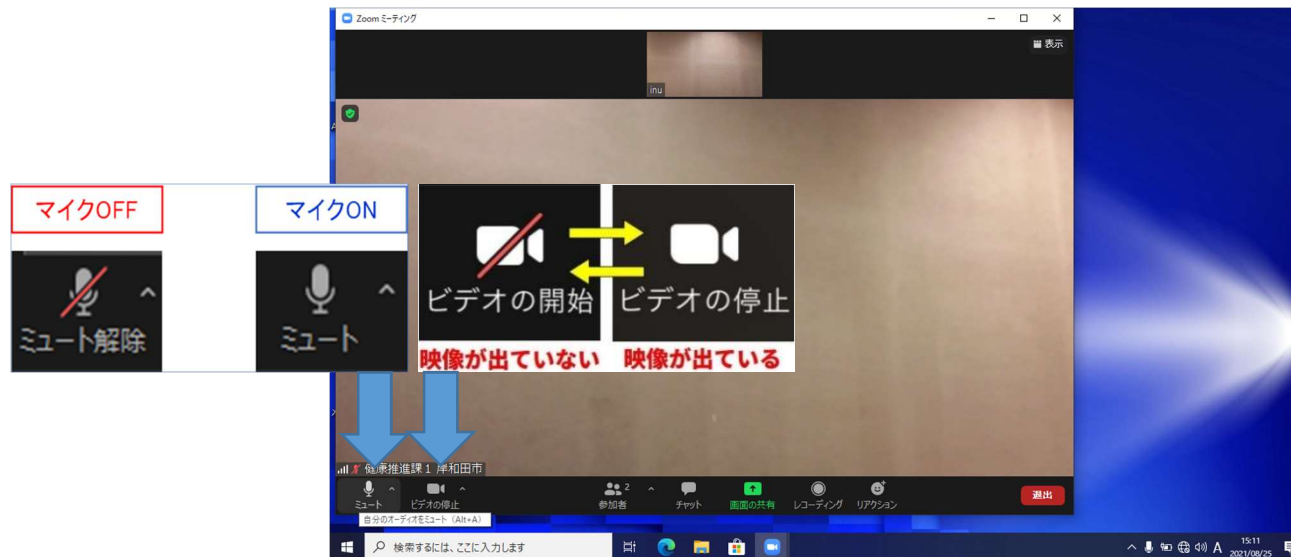 Zoom ミーティング
表示
inu
マイクOFF
マイクON
ミュート解除
ミュート
ビデオの開始
ビデオの停止
映像が出ていない
映像が出ている
健康推進課1 岸和田市
ミュート
ビデオの停止
2
参加者
チャット
画面の共有
レコーディング
リアクション
退出
自分のオーディオをミュート (Alt+A)
検索するには、ここに入力します
A
15:11
2021/08/25